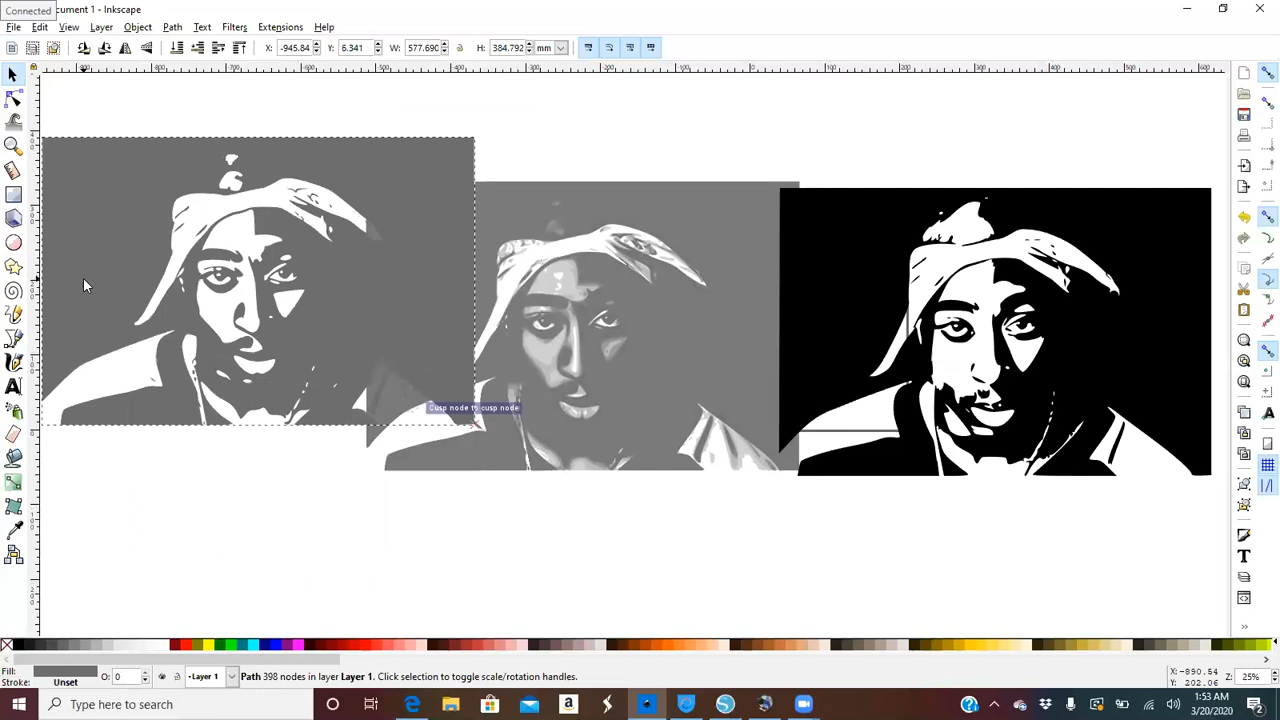 Connected
cument 1 - Inkscape
File Edit View Layer Object Path Text Filters Extensions Help
X: -945.84 Y: 6.341 W: 577.690 H: 384.792 mm
Cusp node to cusp node
Fill:
Stroke: Unset
O: 0
Layer 1
Path 398 nodes in layer Layer 1. Click selection to toggle scale/rotation handles.
X: -890.54
Y: 202.06
Z: 25%
Type here to search
1:53 AM
3/20/2020